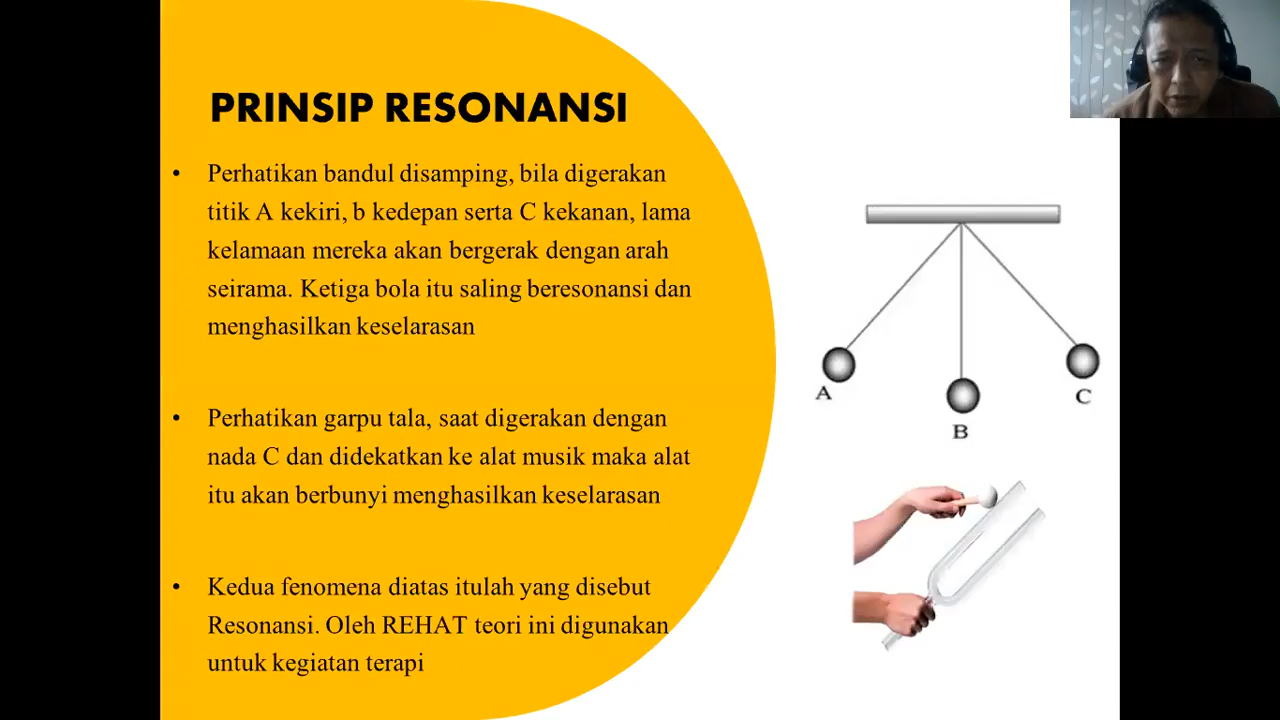 PRINSIP RESONANSI
• Perhatikan bandul disamping, bila digerakan
titik A kekiri, b kedepan serta C kekanan, lama
kelamaan mereka akan bergerak dengan arah
seirama. Ketiga bola itu saling beresonansi dan
menghasilkan keselarasan
• Perhatikan garpu tala, saat digerakan dengan
nada C dan didekatkan ke alat musik maka alat
itu akan berbunyi menghasilkan keselarasan
• Kedua fenomena diatas itulah yang disebut
Resonansi. Oleh REHAT teori ini digunakan
untuk kegiatan terapi
A
B
C